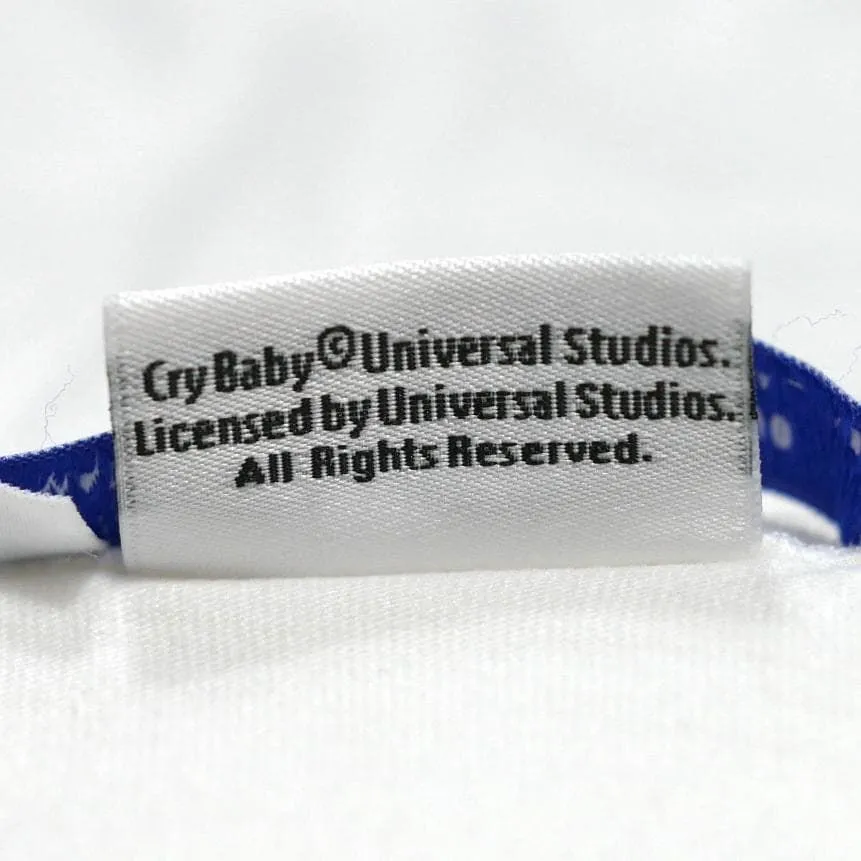 Cry Baby©Universal Studios.
Licensed by Universal Studios.
All Rights Reserved.